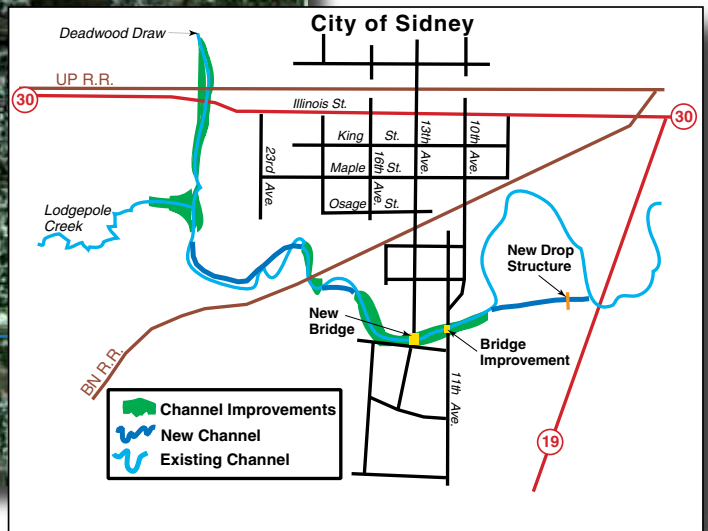 City of Sidney
Deadwood Draw
UP R.R.
30
Illinois St.
30
King St.
Maple St.
Osage St.
23rd Ave.
16th Ave.
13th Ave.
10th Ave.
Lodgepole
Creek
New Drop
Structure
New
Bridge
Bridge
Improvement
BN R.R.
11th Ave.
19
Channel Improvements
New Channel
Existing Channel